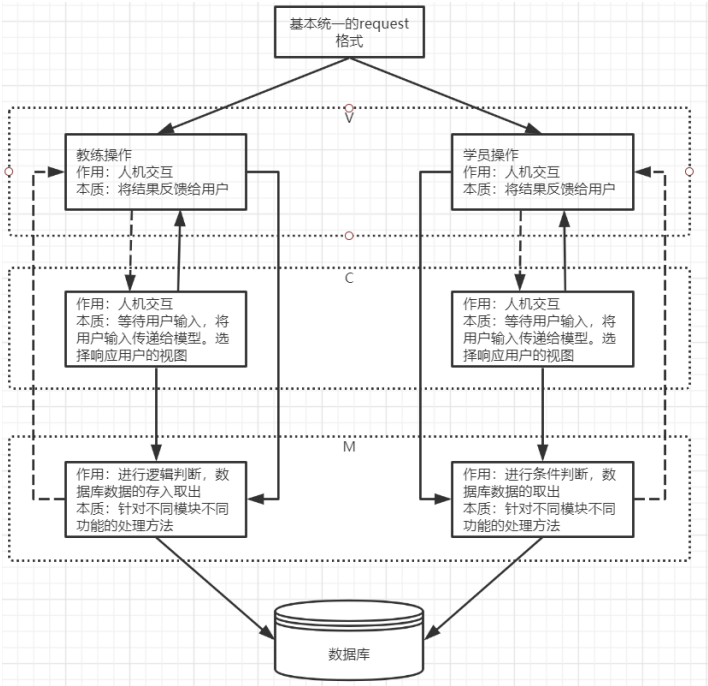 基本统一的request
格式
V
教练操作
作用：人机交互
本质：将结果反馈给用户
学员操作
作用：人机交互
本质：将结果反馈给用户
C
作用：人机交互
本质：等待用户输入，将
用户输入传递给模型。选
择响应用户的视图
作用：人机交互
本质：等待用户输入，将
用户输入传递给模型。选
择响应用户的视图
M
作用：进行逻辑判断，数
据库数据的存入取出
本质：针对不同模块不同
功能的处理方法
作用：进行条件判断，数
据库数据的取出
本质：针对不同模块不同
功能的处理方法
数据库